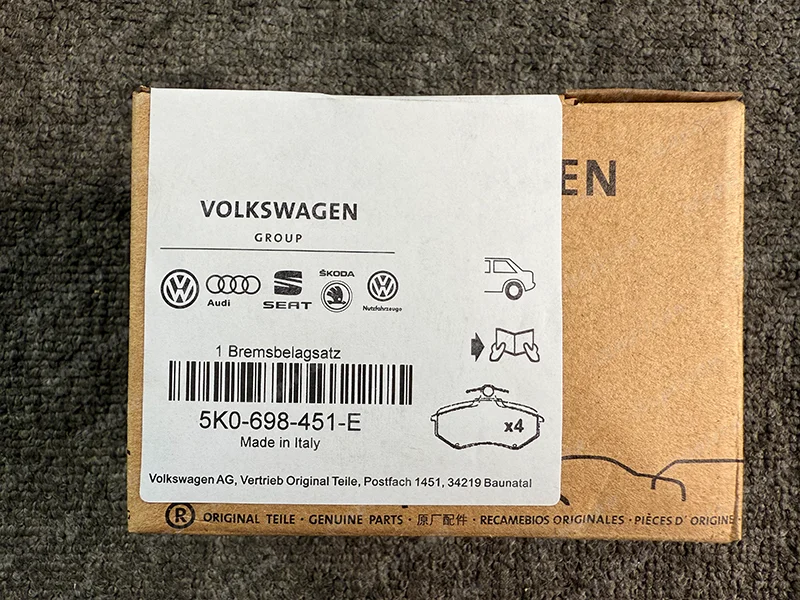 EN
VOLKSWAGEN
GROUP
Audi
SEAT
ŠKODA
Nutzfahrzeuge
1 Bremsbelagsatz
5K0-698-451-E
Made in Italy
x4
Volkswagen AG, Vertrieb Original Teile, Postfach 1451, 34219 Baunatal
® ORIGINAL TEILE · GENUINE PARTS · 原厂配件 · RECAMBIOS ORIGINALES · PIÈCES D' ORIGINE